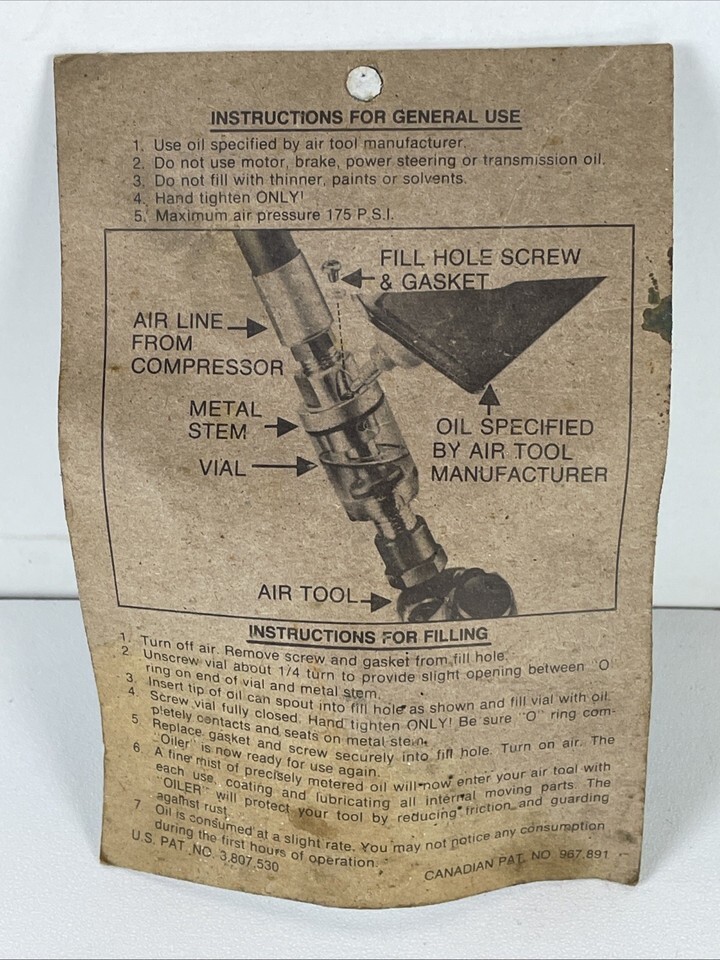 INSTRUCTIONS FOR GENERAL USE
1. Use oil specified by air tool manufacturer.
2. Do not use motor, brake, power steering or transmission oil.
3. Do not fill with thinner, paints or solvents.
4. Hand tighten ONLY!
5. Maximum air pressure 175 P.S.I.
FILL HOLE SCREW
& GASKET
AIR LINE
FROM
COMPRESSOR
METAL
STEM
VIAL
OIL SPECIFIED
BY AIR TOOL
MANUFACTURER
AIR TOOL
INSTRUCTIONS FOR FILLING
1. Turn off air. Remove screw and gasket from fill hole.
2. Unscrew vial about 1/4 turn to provide slight opening between "O"
ring on end of vial and metal stem.
3. Insert tip of oil can spout into fill hole as shown and fill vial with oil.
4. Screw vial fully closed. Hand tighten ONLY! Be sure "O" ring com-
pletely contacts and seats on metal stem.
5 Replace gasket and screw securely into fill hole. Turn on air. The
"Oiler" is now ready for use again.
6. A fine mist of precisely metered oil will now enter your air tool with
each use, coating and lubricating all internal moving parts. The
"OILER" will protect your tool by reducing friction and guarding
against rust.
7 Oil is consumed at a slight rate. You may not notice any consumption
during the first hours of operation.
U.S. PAT. NO. 3,807,530
CANADIAN PAT. NO 967,891